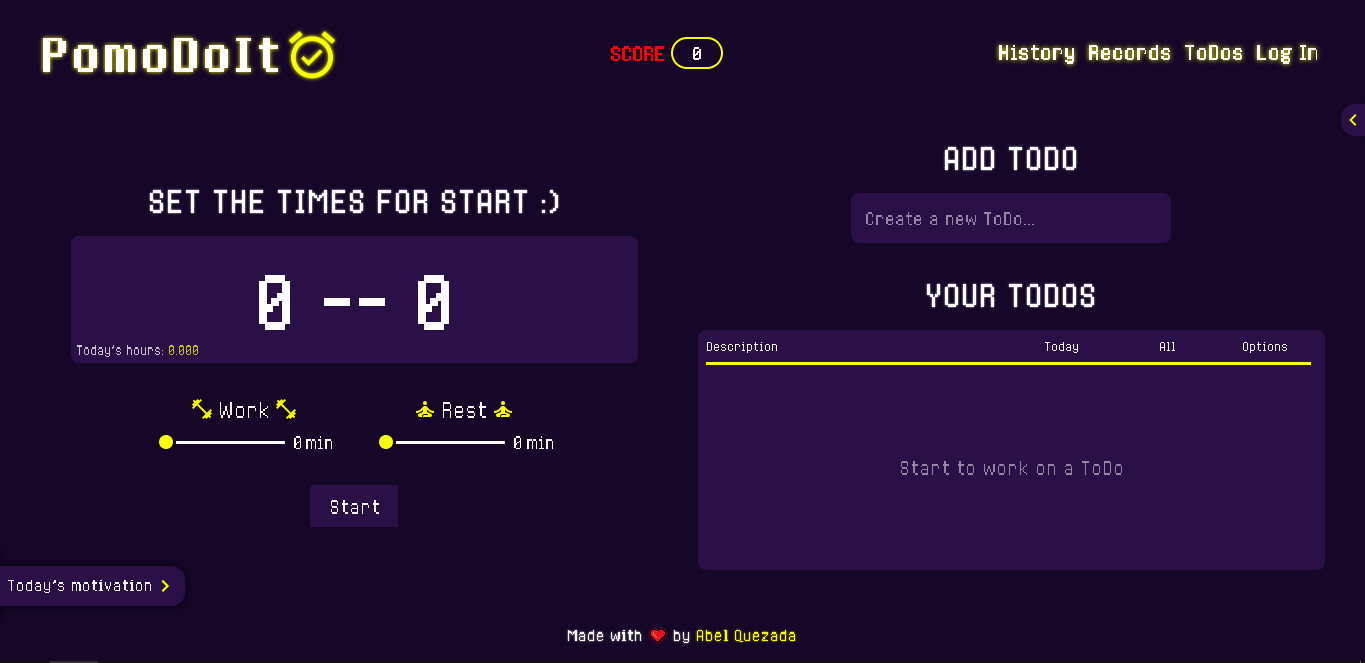 PomoDoIt
SCORE 0
History Records ToDos Log In
SET THE TIMES FOR START :)
0 -- 0
Today's hours: 0.000
Work
Rest
0 min
0 min
Start
ADD TODO
Create a new ToDo...
YOUR TODOS
Description Today All Options
Start to work on a ToDo
Today's motivation
Made with ❤ by Abel Quezada